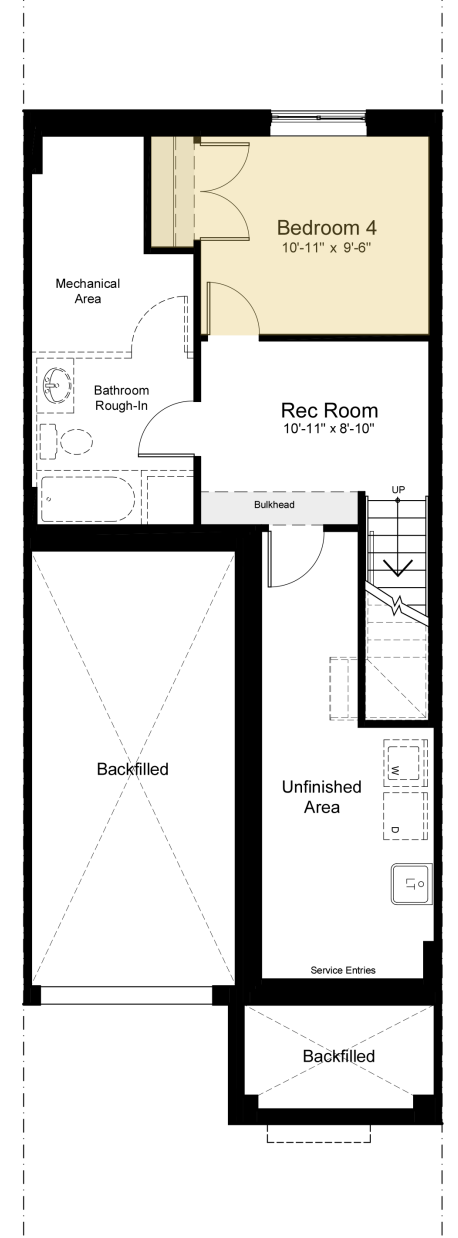 Bedroom 4
10'-11" x 9'-6"
Mechanical
Area
Bathroom
Rough-In
Rec Room
10'-11" x 8'-10"
UP
Bulkhead
Backfilled
W
Unfinished
Area
D
LT
Service Entries
Backfilled